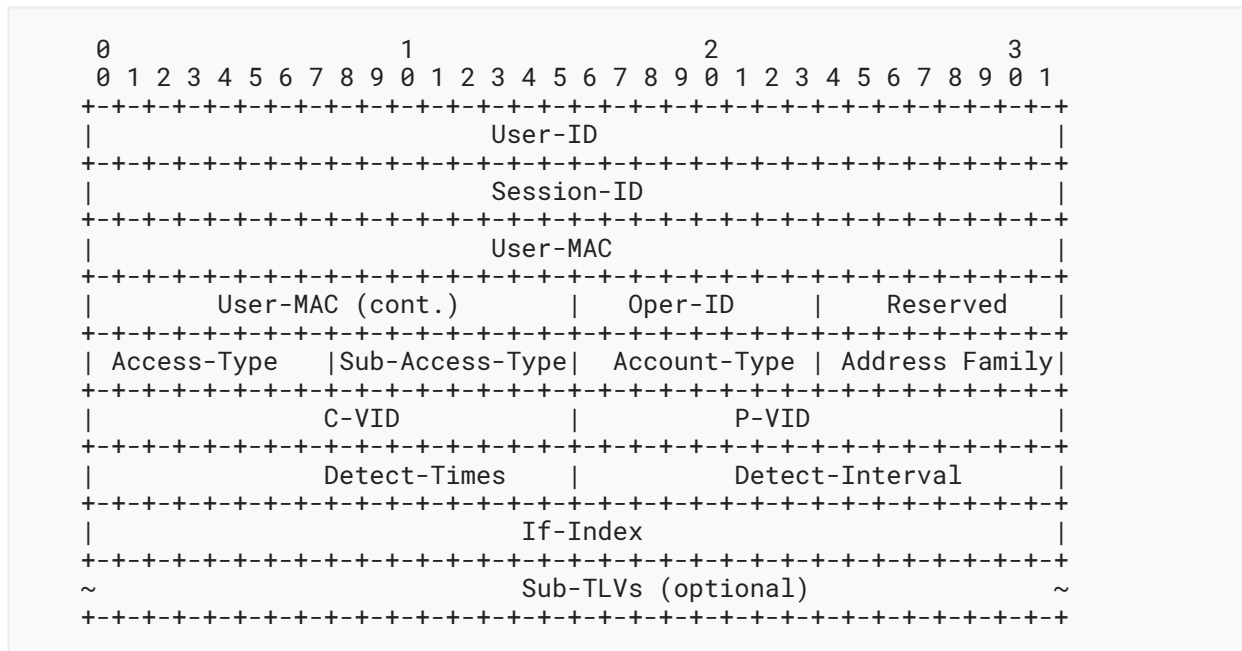 0                   1                   2                   3
 0 1 2 3 4 5 6 7 8 9 0 1 2 3 4 5 6 7 8 9 0 1 2 3 4 5 6 7 8 9 0 1
+-+-+-+-+-+-+-+-+-+-+-+-+-+-+-+-+-+-+-+-+-+-+-+-+-+-+-+-+-+-+-+-+
|                          User-ID                              |
+-+-+-+-+-+-+-+-+-+-+-+-+-+-+-+-+-+-+-+-+-+-+-+-+-+-+-+-+-+-+-+-+
|                          Session-ID                           |
+-+-+-+-+-+-+-+-+-+-+-+-+-+-+-+-+-+-+-+-+-+-+-+-+-+-+-+-+-+-+-+-+
|                          User-MAC                             |
+-+-+-+-+-+-+-+-+-+-+-+-+-+-+-+-+-+-+-+-+-+-+-+-+-+-+-+-+-+-+-+-+
|        User-MAC (cont.)       |   Oper-ID     |    Reserved   |
+-+-+-+-+-+-+-+-+-+-+-+-+-+-+-+-+-+-+-+-+-+-+-+-+-+-+-+-+-+-+-+-+
| Access-Type   |Sub-Access-Type|  Account-Type | Address Family|
+-+-+-+-+-+-+-+-+-+-+-+-+-+-+-+-+-+-+-+-+-+-+-+-+-+-+-+-+-+-+-+-+
|               C-VID           |          P-VID                |
+-+-+-+-+-+-+-+-+-+-+-+-+-+-+-+-+-+-+-+-+-+-+-+-+-+-+-+-+-+-+-+-+
|               Detect-Times    |          Detect-Interval      |
+-+-+-+-+-+-+-+-+-+-+-+-+-+-+-+-+-+-+-+-+-+-+-+-+-+-+-+-+-+-+-+-+
|                            If-Index                           |
+-+-+-+-+-+-+-+-+-+-+-+-+-+-+-+-+-+-+-+-+-+-+-+-+-+-+-+-+-+-+-+-+
~                            Sub-TLVs (optional)                ~
+-+-+-+-+-+-+-+-+-+-+-+-+-+-+-+-+-+-+-+-+-+-+-+-+-+-+-+-+-+-+-+-+